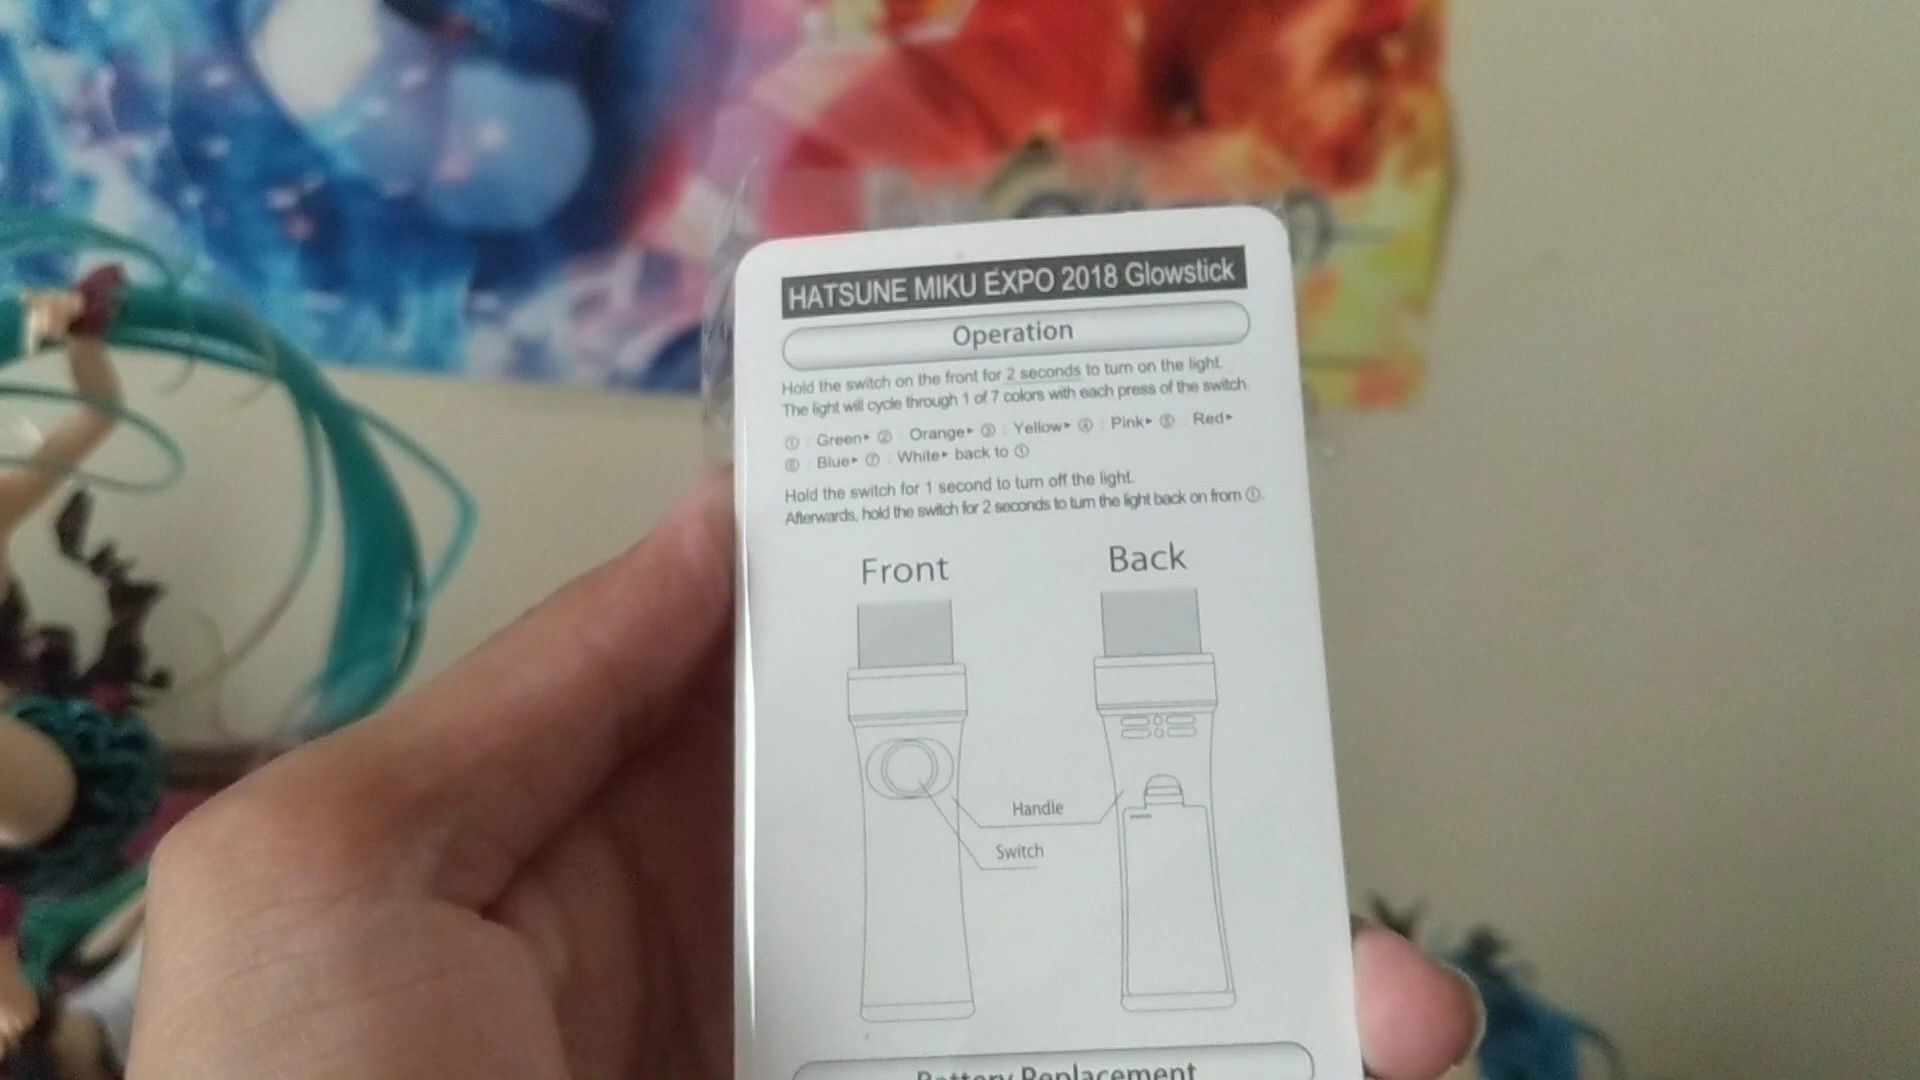 HATSUNE MIKU EXPO 2018 Glowstick
Operation
Hold the switch on the front for 2 seconds to turn on the light.
The light will cycle through 1 of 7 colors with each press of the switch.
① : Green▸ ② : Orange▸ ③ : Yellow▸ ④ : Pink▸ ⑤ : Red▸
⑥ : Blue▸ ⑦ : White▸ back to ①
Hold the switch for 1 second to turn off the light.
Afterwards, hold the switch for 2 seconds to turn the light back on from ①.
Front
Back
Handle
Switch
Battery Replacement